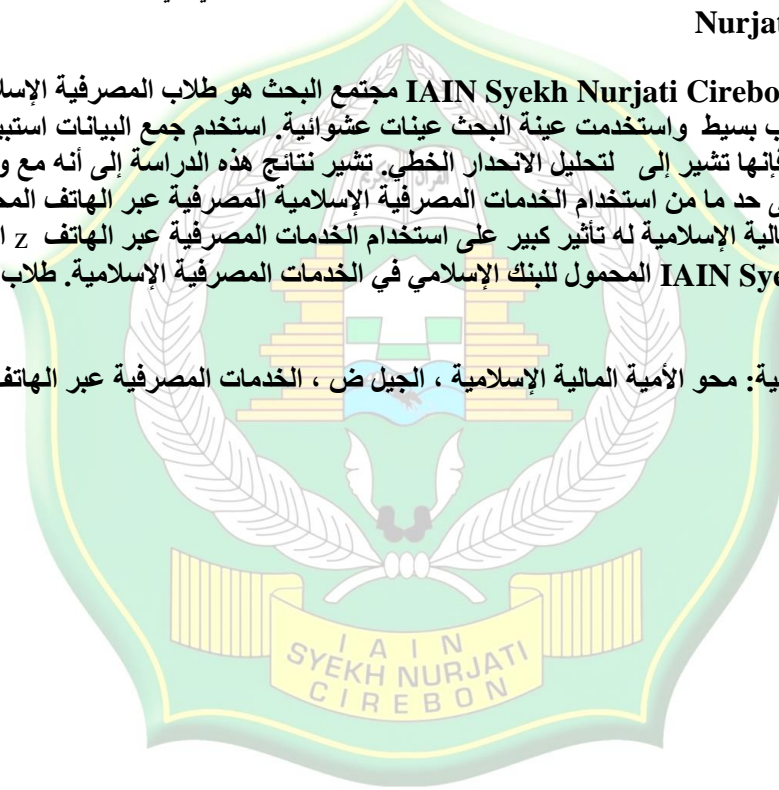 Nurjat
IAIN Syekh Nurjati Cirebo مجتمع البحث هو طلاب المصرفية الإسلا
ب بسيط واستخدمت عينة البحث عينات عشوائية. استخدم جمع البيانات استبي
فإنها تشير إلى لتحليل الانحدار الخطي. تشير نتائج هذه الدراسة إلى أنه مع و
ى حد ما من استخدام الخدمات المصرفية الإسلامية المصرفية عبر الهاتف المح
الية الإسلامية له تأثير كبير على استخدام الخدمات المصرفية عبر الهاتف z ا
IAIN Sye المحمول للبنك الإسلامي في الخدمات المصرفية الإسلامية. طلاب
ية: محو الأمية المالية الإسلامية ، الجيل ض ، الخدمات المصرفية عبر الهاتف
IAIN
SYEKH NURJATI
CIREBON